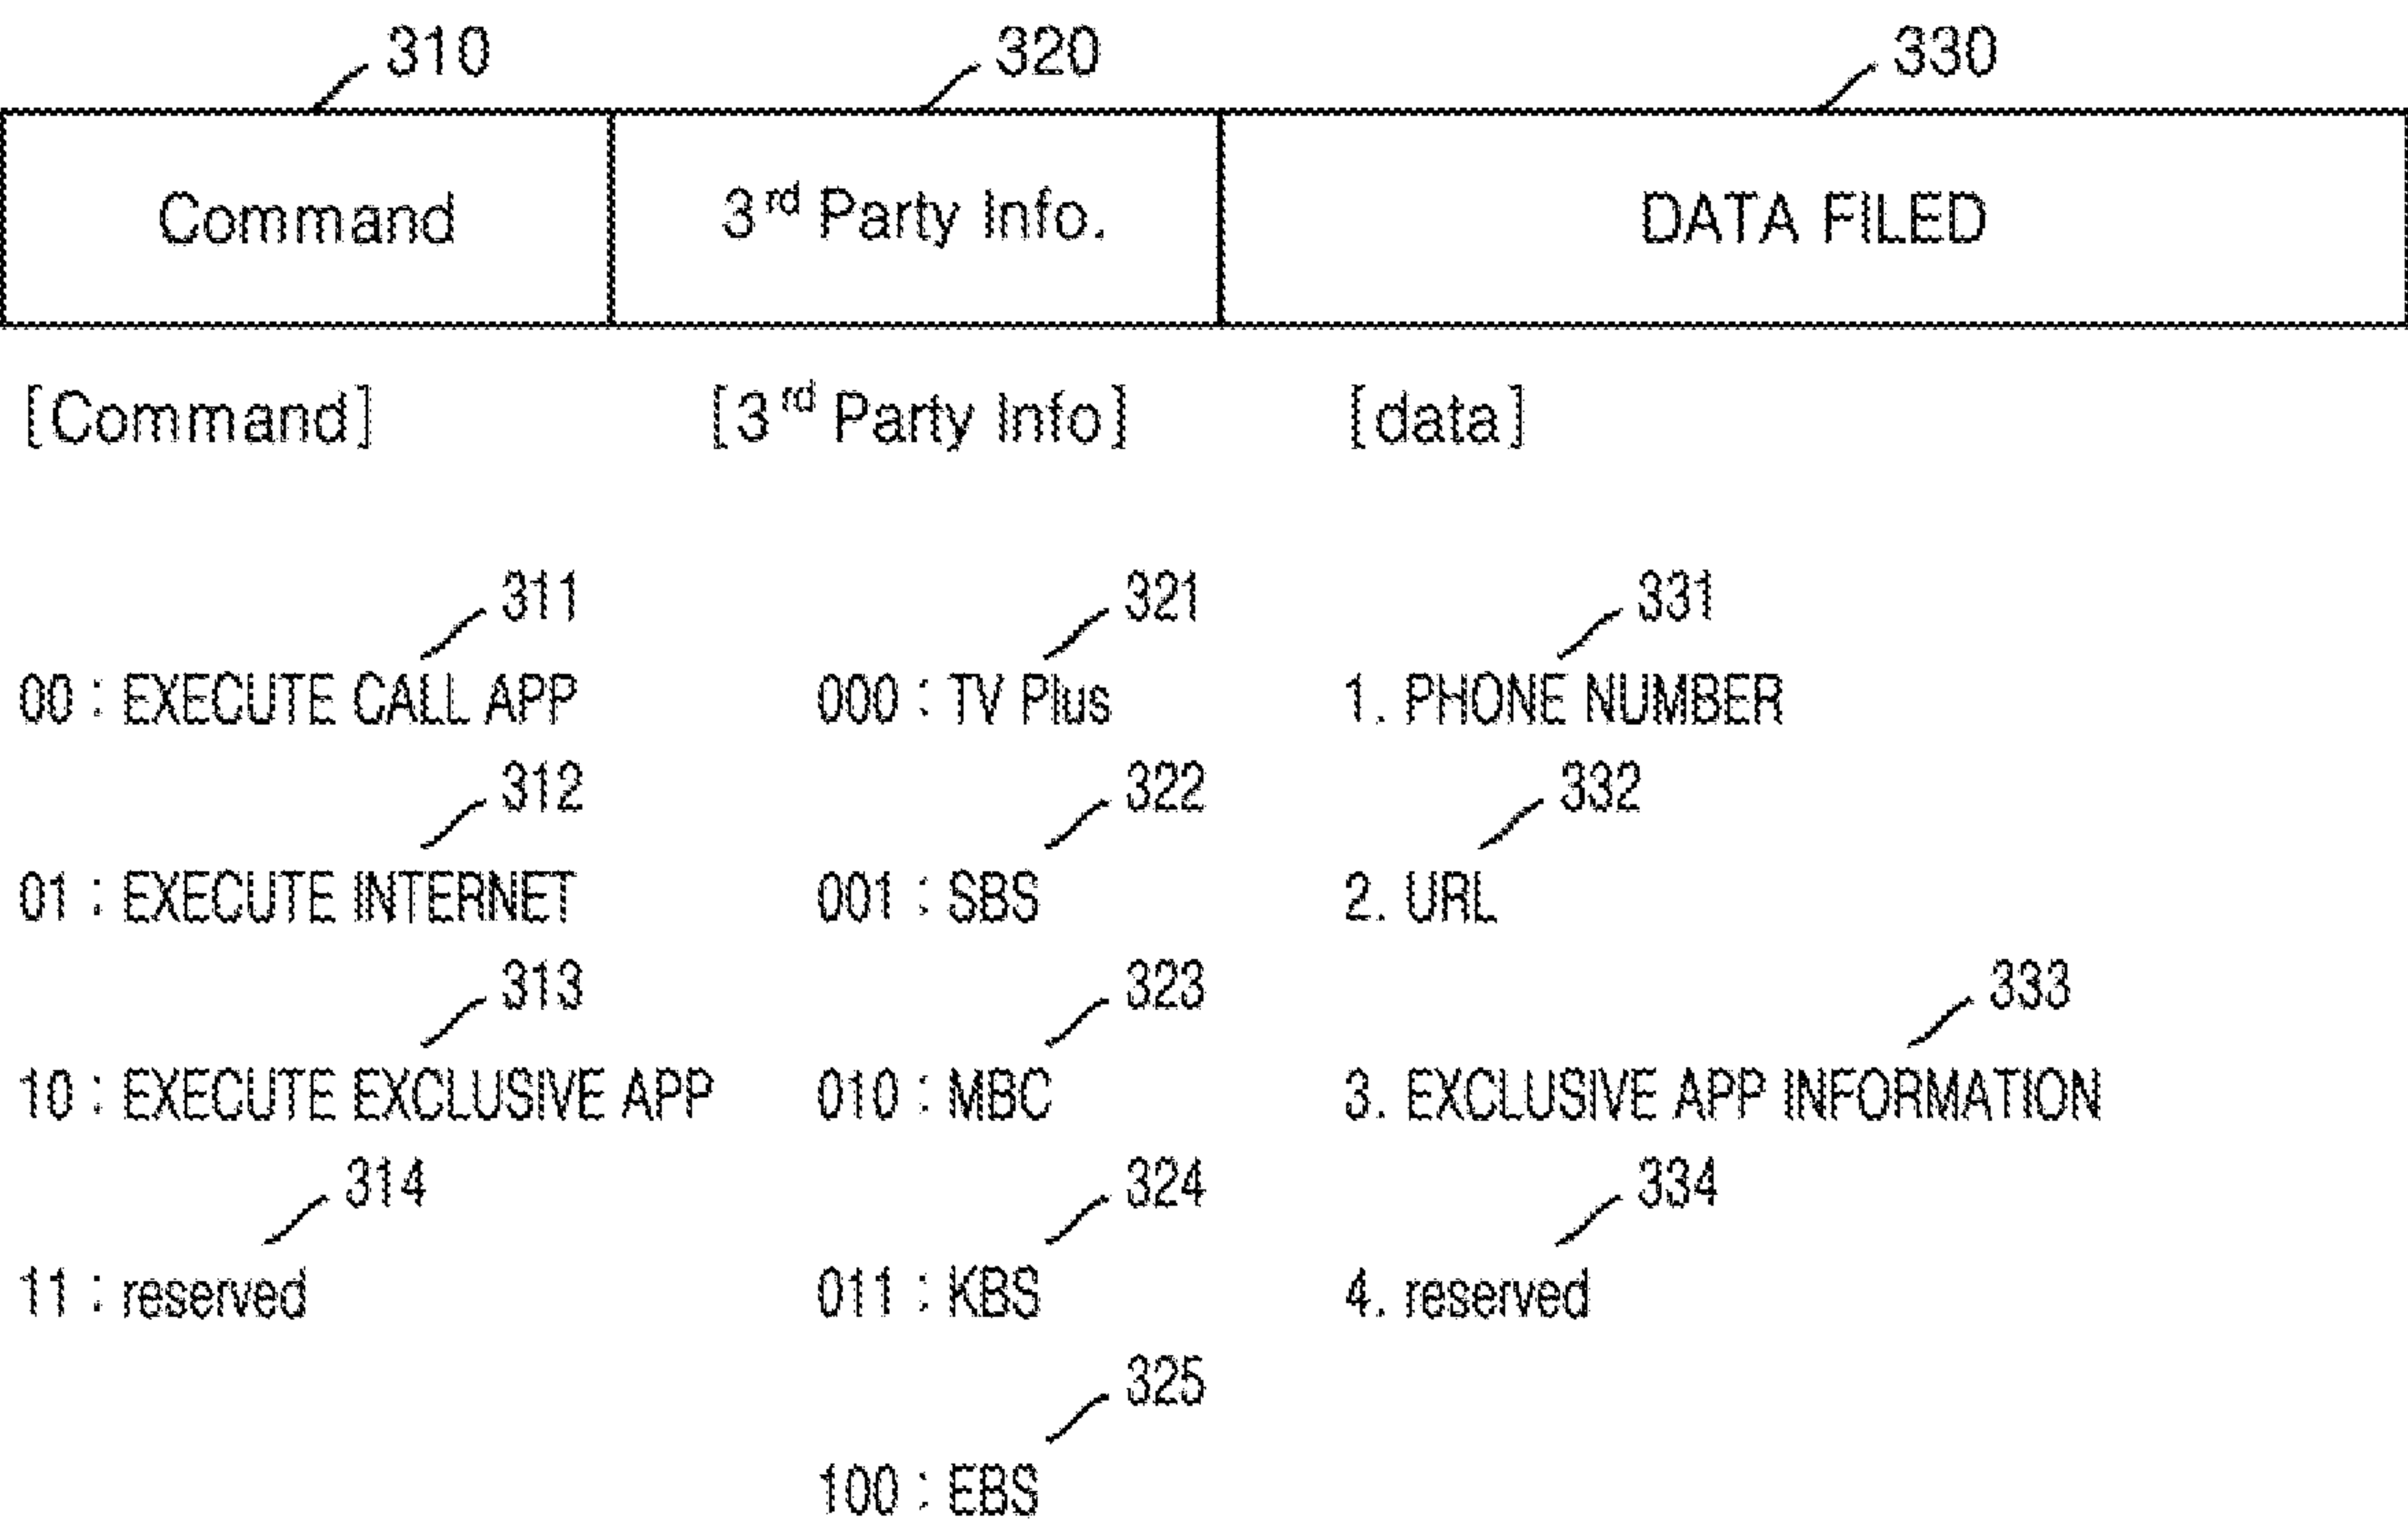 310 320 330
Command 3rd Party Info. DATA FILED
[Command] [3rd Party Info] [data]
311 321 331
00 : EXECUTE CALL APP 000 : TV Plus 1. PHONE NUMBER
312 322 332
01 : EXECUTE INTERNET 001 : SBS 2. URL
313 323 333
10 : EXECUTE EXCLUSIVE APP 010 : MBC 3. EXCLUSIVE APP INFORMATION
314 324 334
11 : reserved 011 : KBS 4. reserved
325
100 : EBS